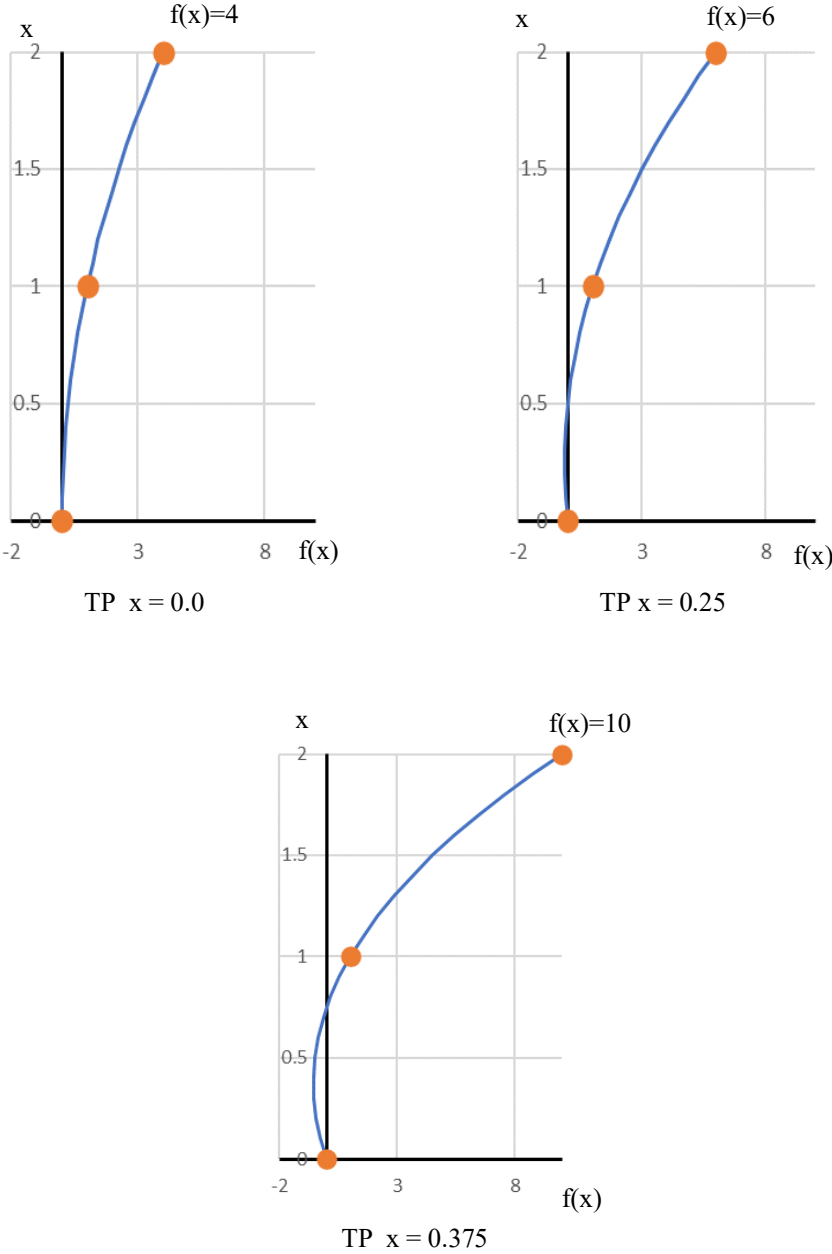 f(x)=4
x
2
1.5
1
0.5
0
-2 3 8 f(x)
TP x = 0.0
f(x)=6
x
2
1.5
1
0.5
0
-2 3 8 f(x)
TP x = 0.25
x f(x)=10
2
1.5
1
0.5
0
-2 3 8
f(x)
TP x = 0.375